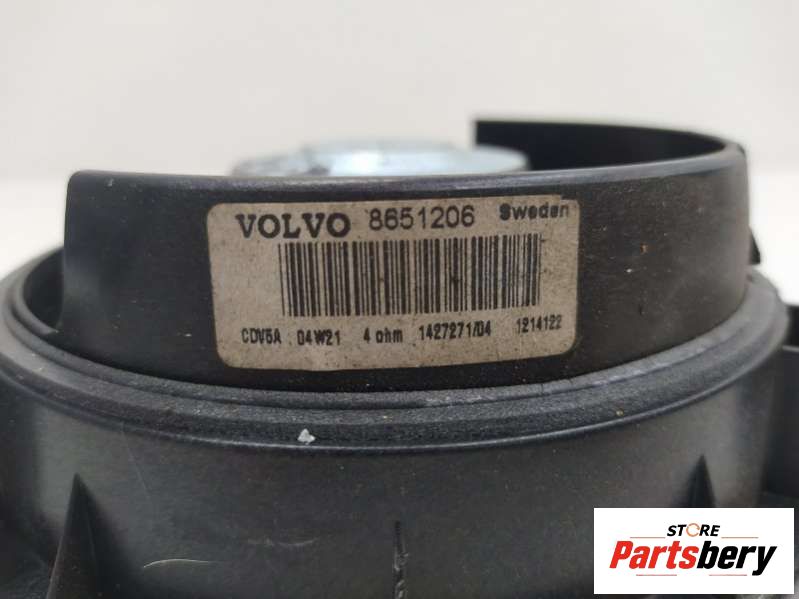 VOLVO 8651206 Sweden
CDV5A 04W21 4 ohm 1427271/04 1214122
STORE
Partsbery